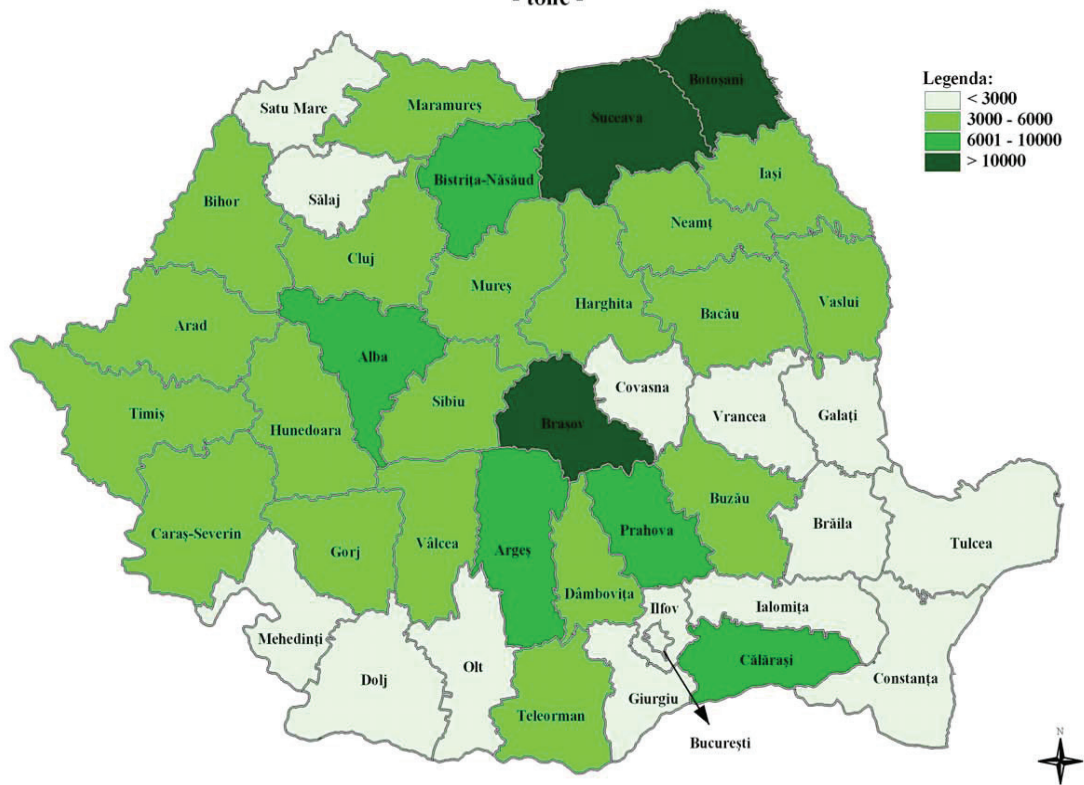 - tone -
Legenda:
< 3000
3000 - 6000
6001 - 10000
> 10000
Botoșani
Satu Mare
Maramureș
Suceava
Bistrița-Năsăud
Iași
Sălaj
Bihor
Neamț
Cluj
Mureș
Harghita
Bacău
Vaslui
Arad
Alba
Covasna
Sibiu
Vrancea
Galați
Timiș
Hunedoara
Brasov
Buzău
Brăila
Prahova
Tulcea
Caraș-Severin
Gorj
Vâlcea
Argeș
Dâmbovița
Ilfov
Ialomița
Mehedinți
Călărași
Olt
Constanța
Dolj
Giurgiu
Teleorman
București
N